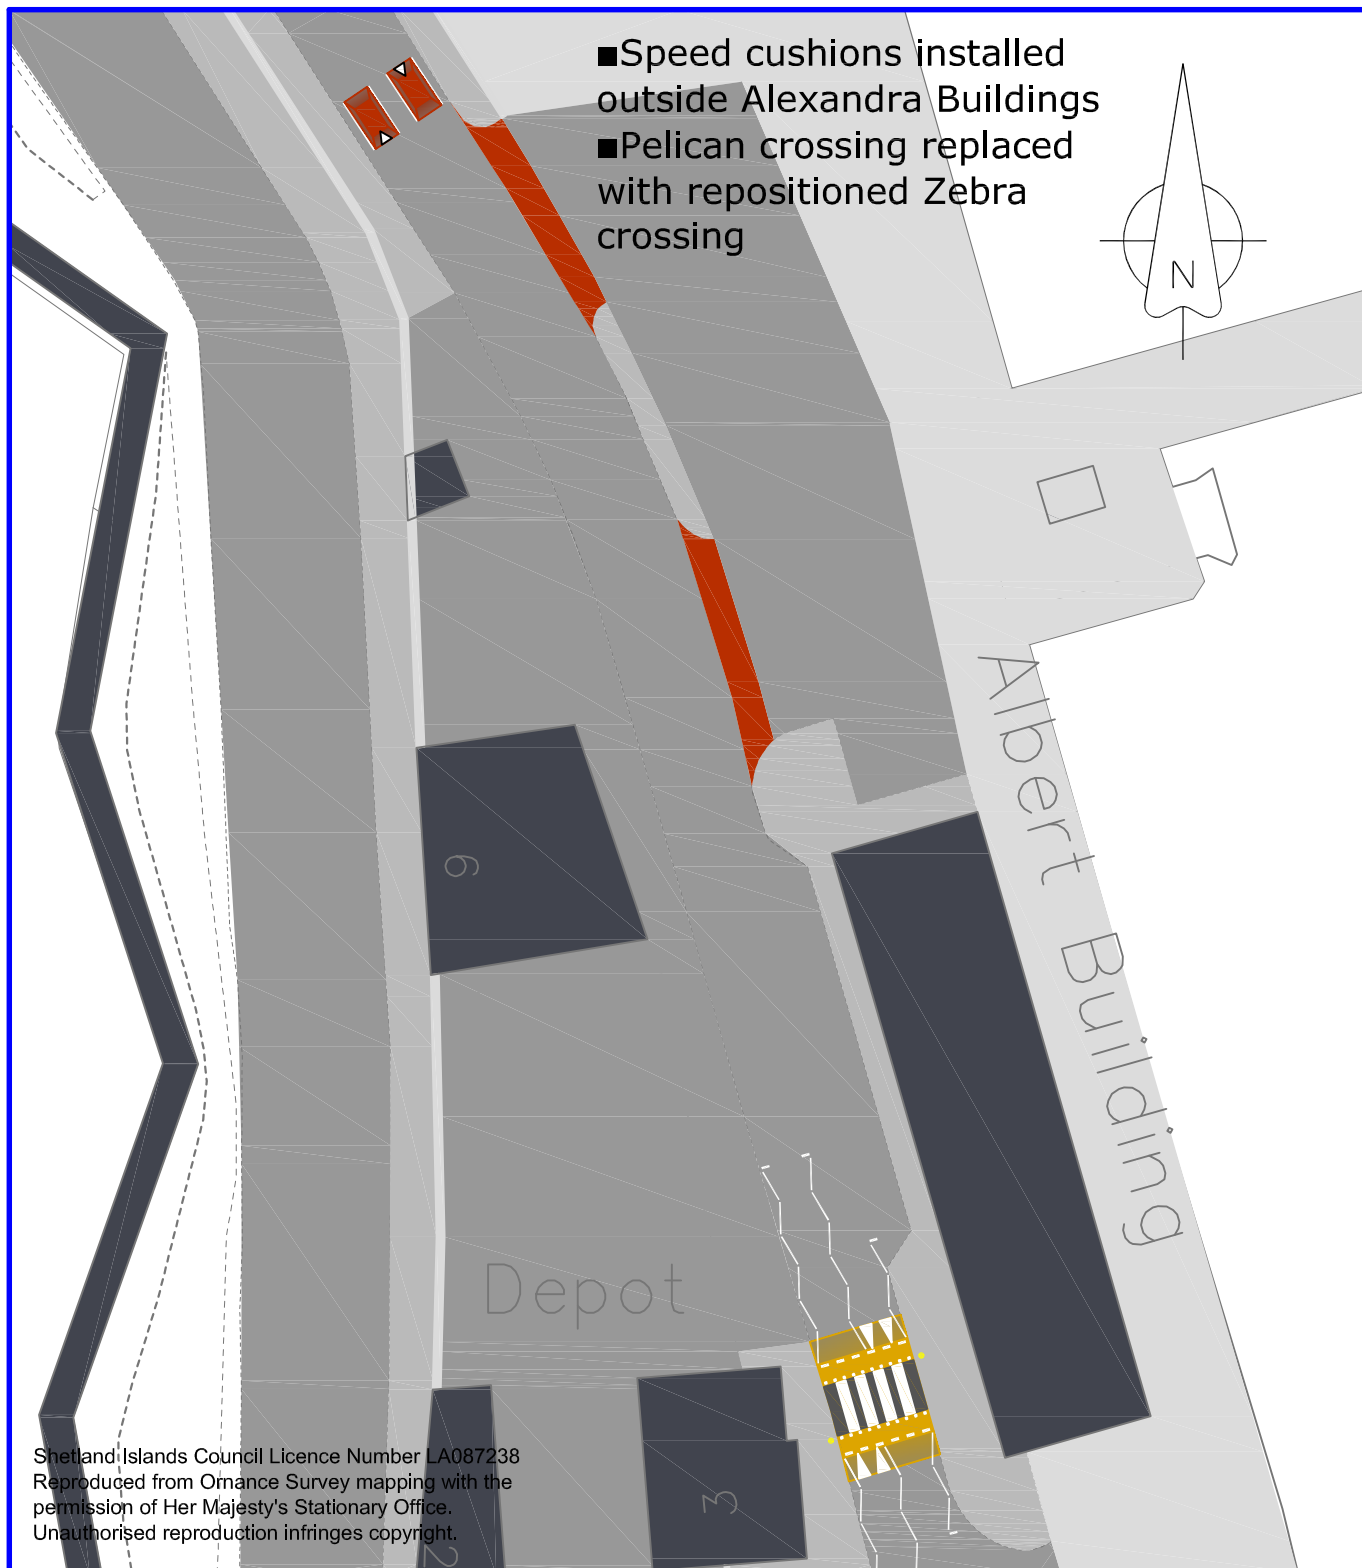 ■Speed cushions installed
outside Alexandra Buildings
■Pelican crossing replaced
with repositioned Zebra
crossing
N
Albert Building
6
Depot
3
2
Shetland Islands Council Licence Number LA087238
Reproduced from Ornance Survey mapping with the
permission of Her Majesty's Stationary Office.
Unauthorised reproduction infringes copyright.